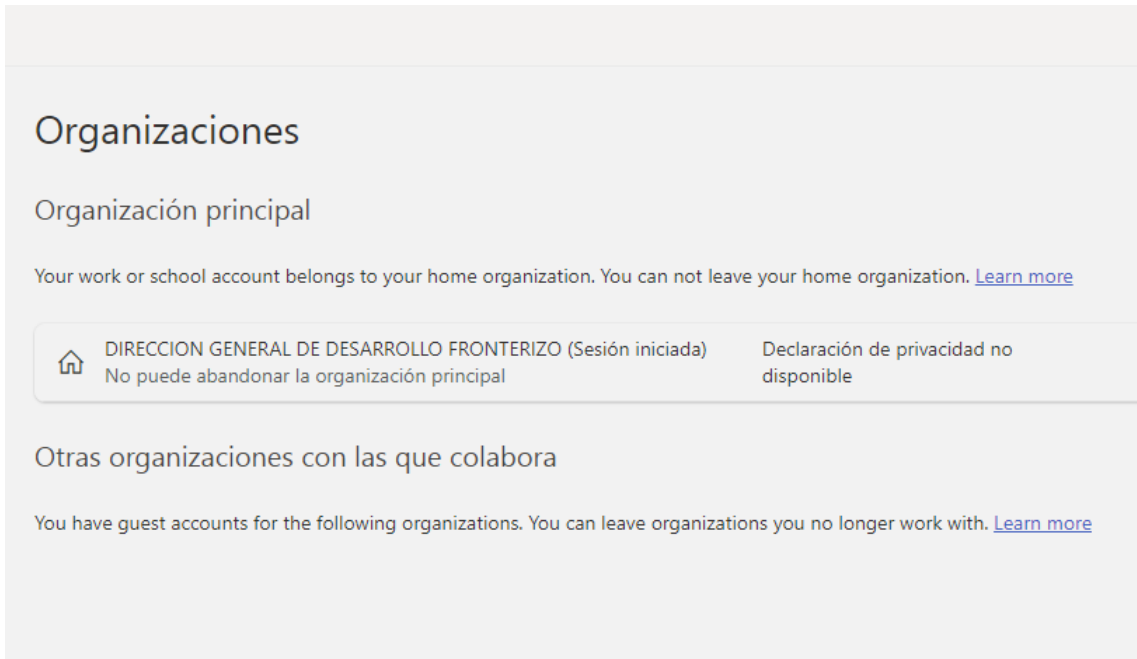 Organizaciones
Organización principal
Your work or school account belongs to your home organization. You can not leave your home organization. Learn more
DIRECCION GENERAL DE DESARROLLO FRONTERIZO (Sesión iniciada)
No puede abandonar la organización principal
Declaración de privacidad no
disponible
Otras organizaciones con las que colabora
You have guest accounts for the following organizations. You can leave organizations you no longer work with. Learn more